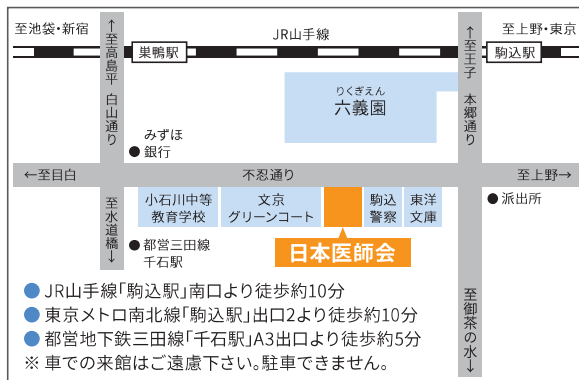 至池袋・新宿
←至高島平 白山通り
巣鴨駅
JR山手線
←至王子 本郷通り
至上野・東京
駒込駅
りくぎえん
六義園
みずほ
銀行
←至目白
不忍通り
至上野→
至水道橋→
小石川中等
教育学校
文京
グリーンコート
駒込
警察
東洋
文庫
派出所
都営三田線
千石駅
日本医師会
至御茶の水→
JR山手線「駒込駅」南口より徒歩約10分
東京メトロ南北線「駒込駅」出口2より徒歩約10分
都営地下鉄三田線「千石駅」A3出口より徒歩約5分
※ 車での来館はご遠慮下さい。駐車できません。